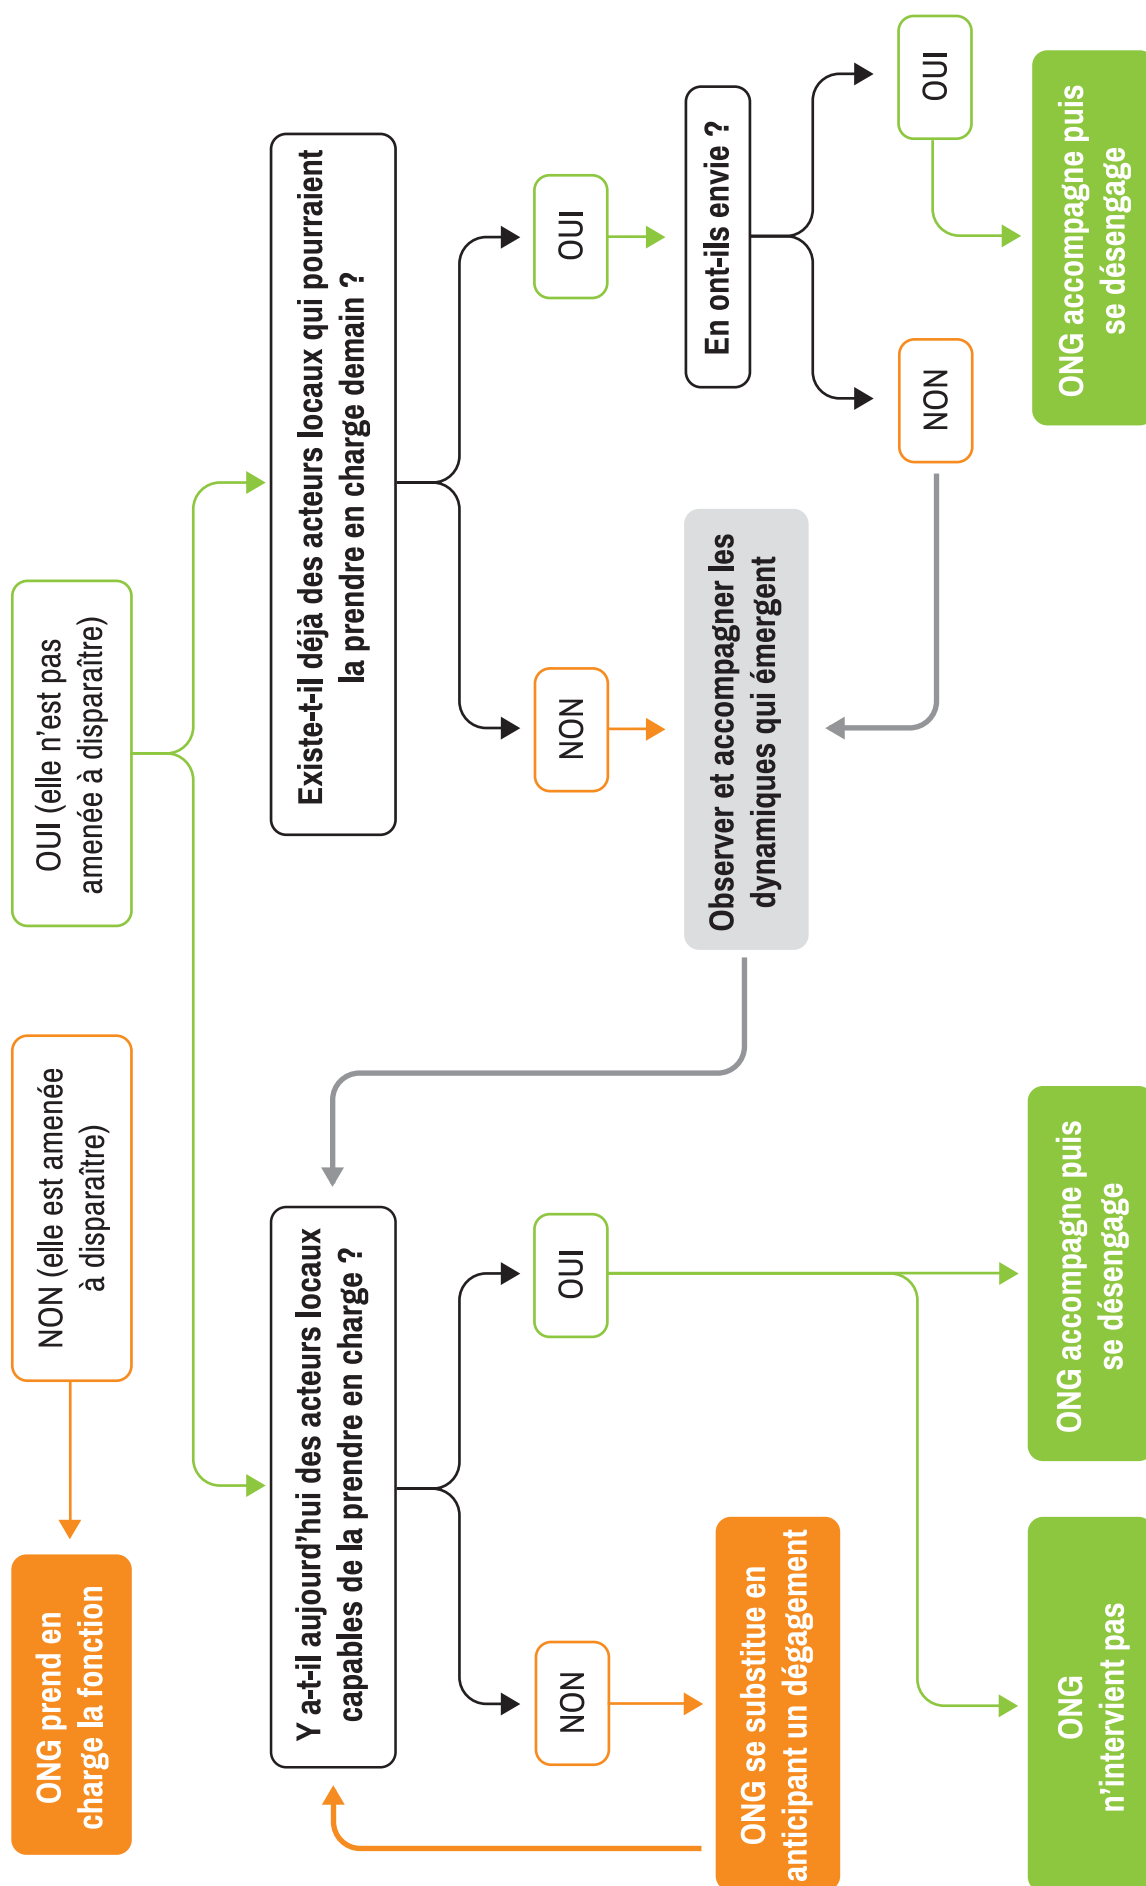 ONG prend en
charge la fonction
NON (elle est amenée
à disparaître)
OUI (elle n'est pas
amenée à disparaître)
Y a-t-il aujourd'hui des acteurs locaux
capables de la prendre en charge ?
Existe-t-il déjà des acteurs locaux qui pourraient
la prendre en charge demain ?
NON
OUI
NON
OUI
ONG se substitue en
anticipant un dégagement
Observer et accompagner les
dynamiques qui émergent
En ont-ils envie ?
NON
OUI
ONG
n'intervient pas
ONG accompagne puis
se désengage
ONG accompagne puis
se désengage